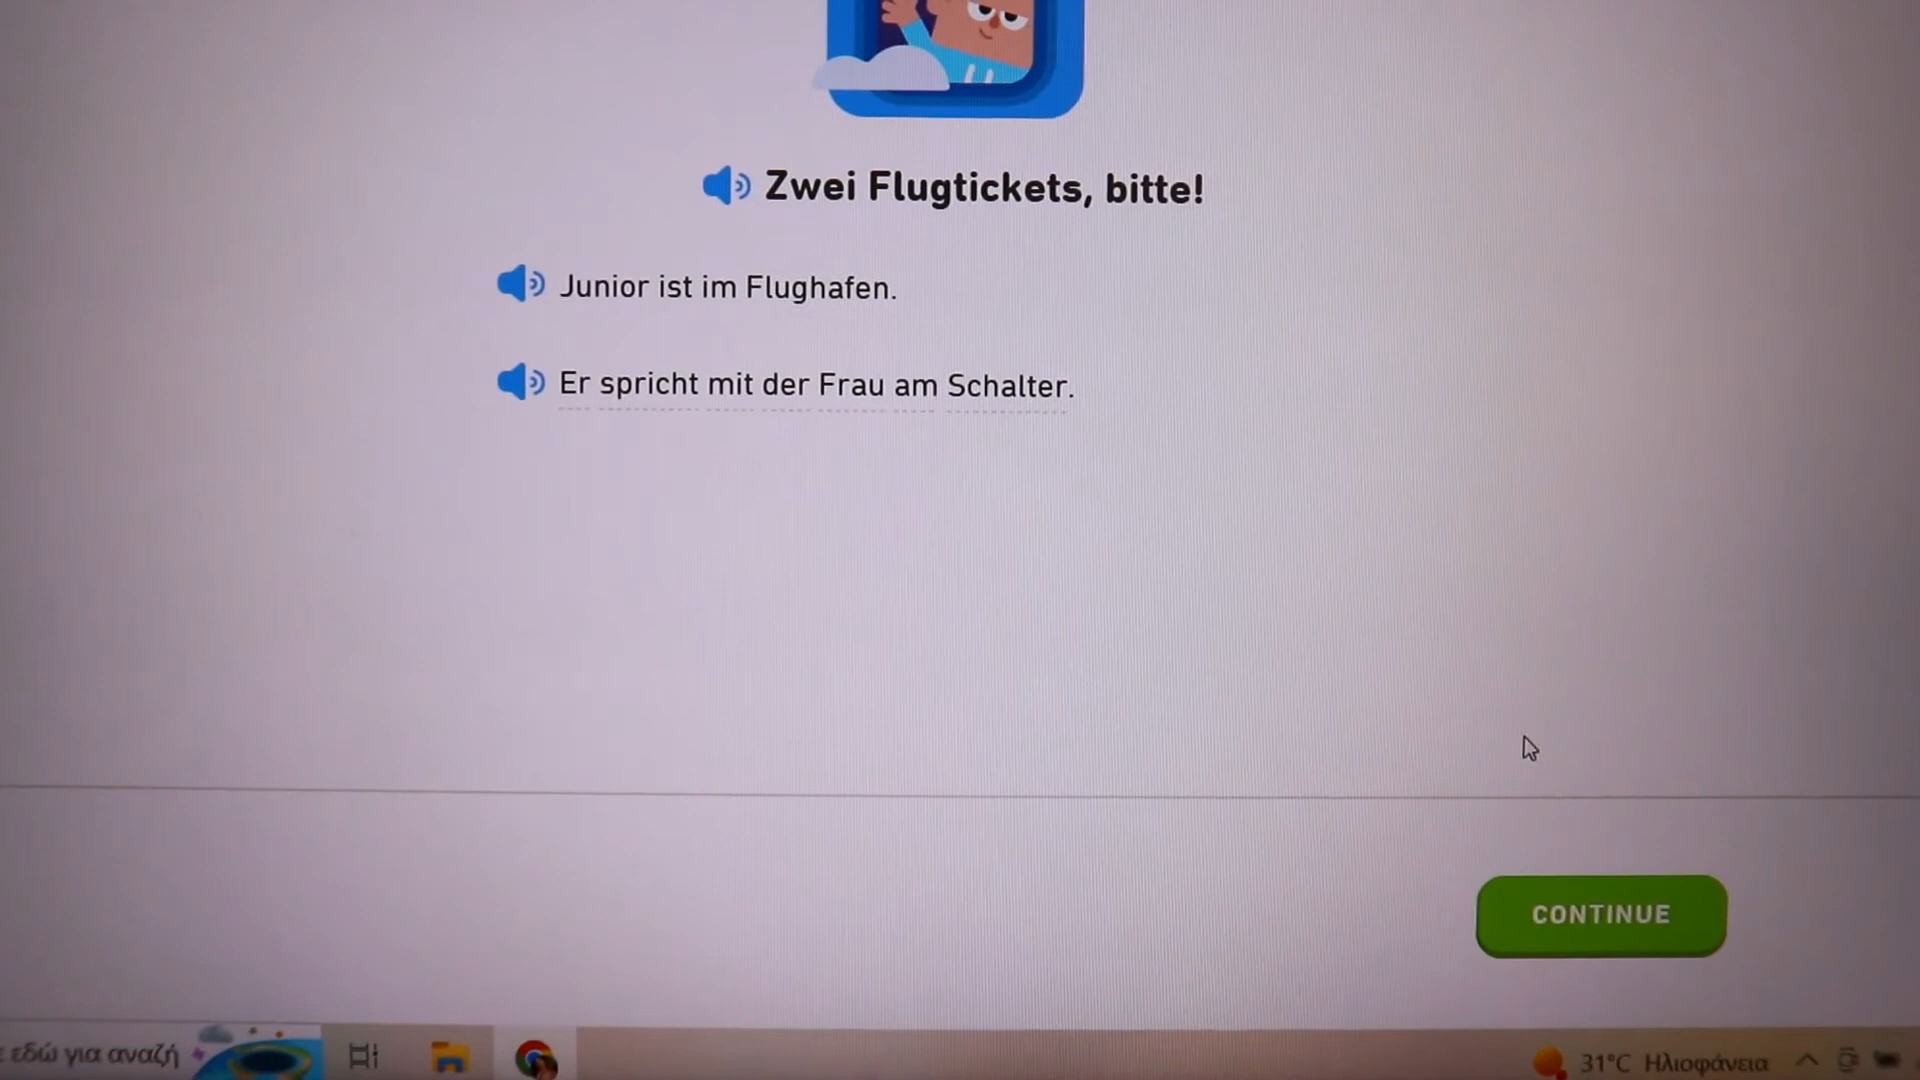 Zwei Flugtickets, bitte!
Junior ist im Flughafen.
Er spricht mit der Frau am Schalter.
CONTINUE
εδώ για αναζή
31°C Ηλιοφάνεια